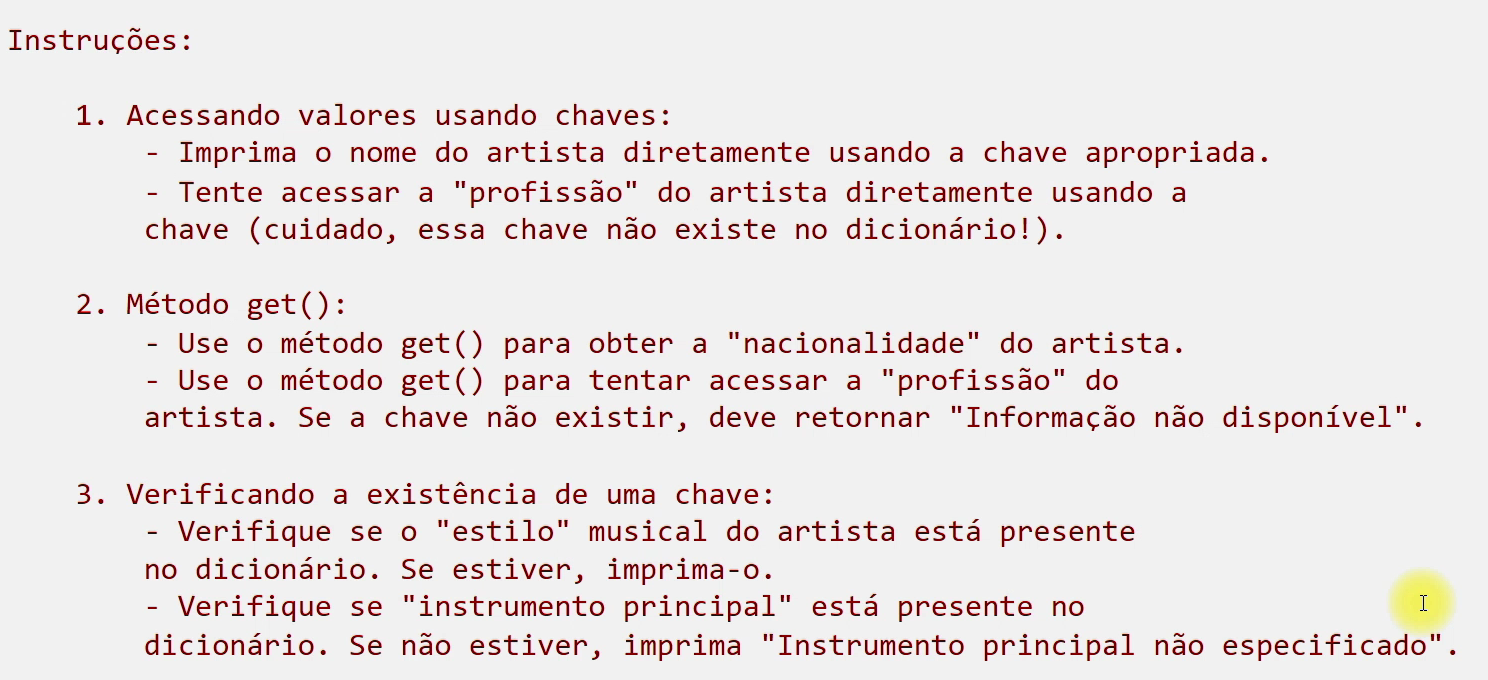 Instruções:
1. Acessando valores usando chaves:
- Imprima o nome do artista diretamente usando a chave apropriada.
- Tente acessar a "profissão" do artista diretamente usando a
chave (cuidado, essa chave não existe no dicionário!).
2. Método get():
- Use o método get() para obter a "nacionalidade" do artista.
- Use o método get() para tentar acessar a "profissão" do
artista. Se a chave não existir, deve retornar "Informação não disponível".
3. Verificando a existência de uma chave:
- Verifique se o "estilo" musical do artista está presente
no dicionário. Se estiver, imprima-o.
- Verifique se "instrumento principal" está presente no
dicionário. Se não estiver, imprima "Instrumento principal não especificado".